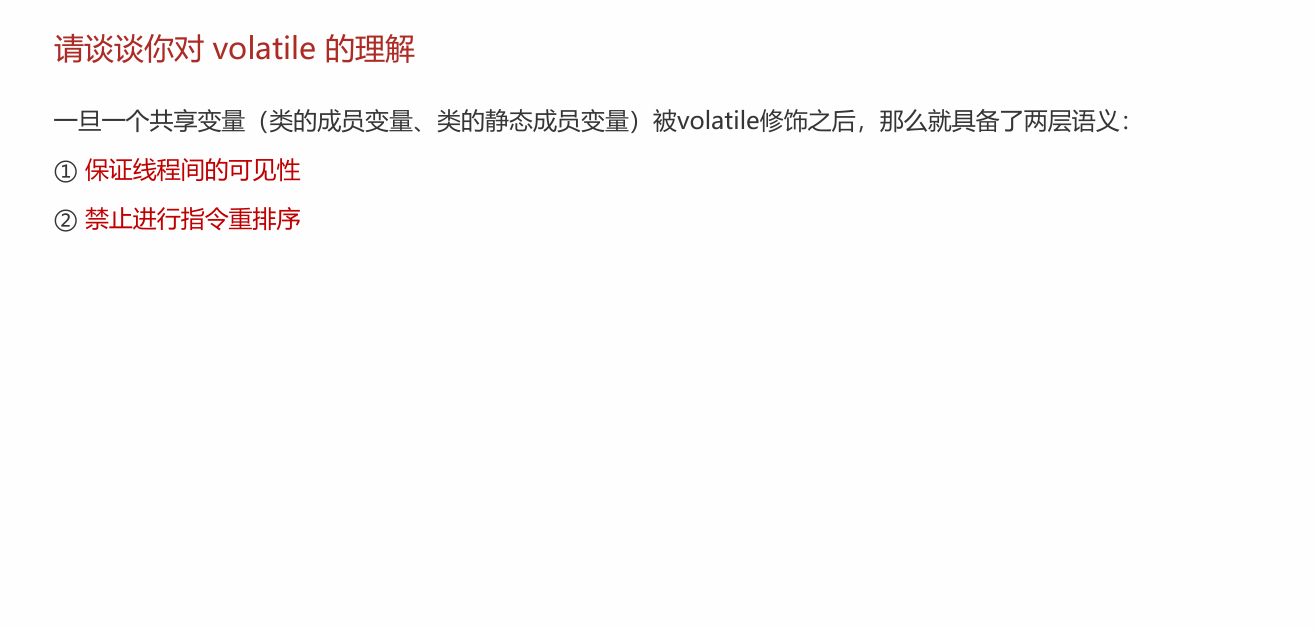 请谈谈你对 volatile 的理解
一旦一个共享变量（类的成员变量、类的静态成员变量）被volatile修饰之后，那么就具备了两层语义：
① 保证线程间的可见性
② 禁止进行指令重排序